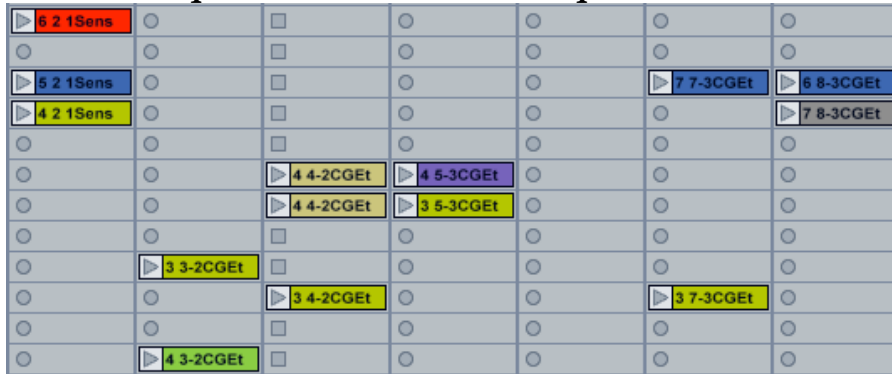 6 2 1Sens
5 2 1Sens 7 7-3CGEt 6 8-3CGEt
4 2 1Sens 7 8-3CGEt
4 4-2CGEt 4 5-3CGEt
4 4-2CGEt 3 5-3CGEt
3 3-2CGEt
3 4-2CGEt 3 7-3CGEt
4 3-2CGEt